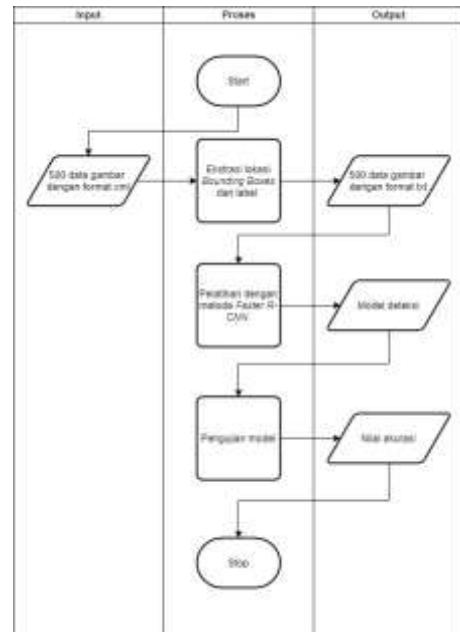 Input
Proses
Output
Start
500 data gambar
dengan format.xml
Ekstrasi lokasi
Bounding Boxes
dan label
500 data gambar
dengan format.txt
Pelatihan dengan
metode Faster R-
CNN
Model deteksi
Pengujian model
Nilai akurasi
Stop